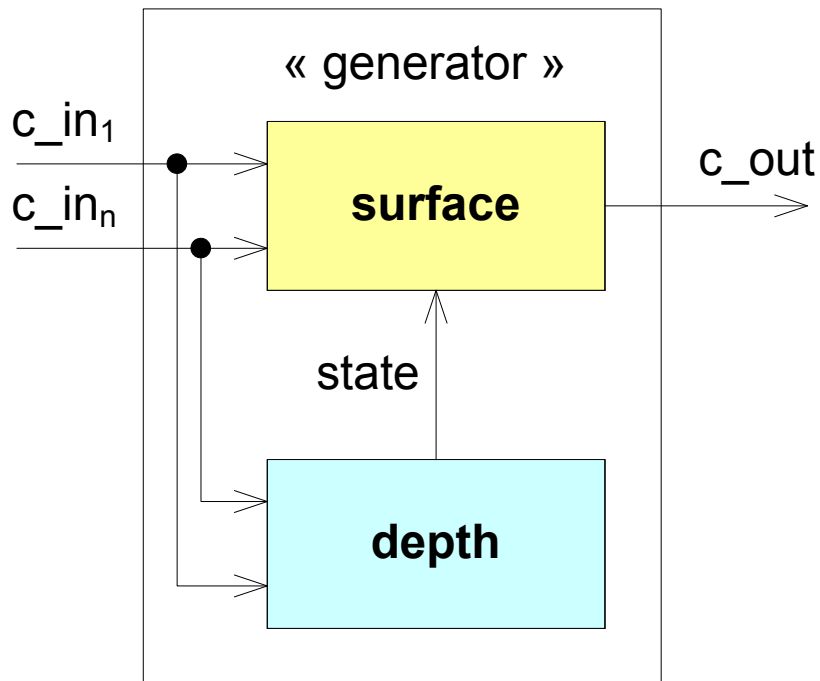 « generator »
c_in₁
surface
c_out
c_inₙ
state
depth